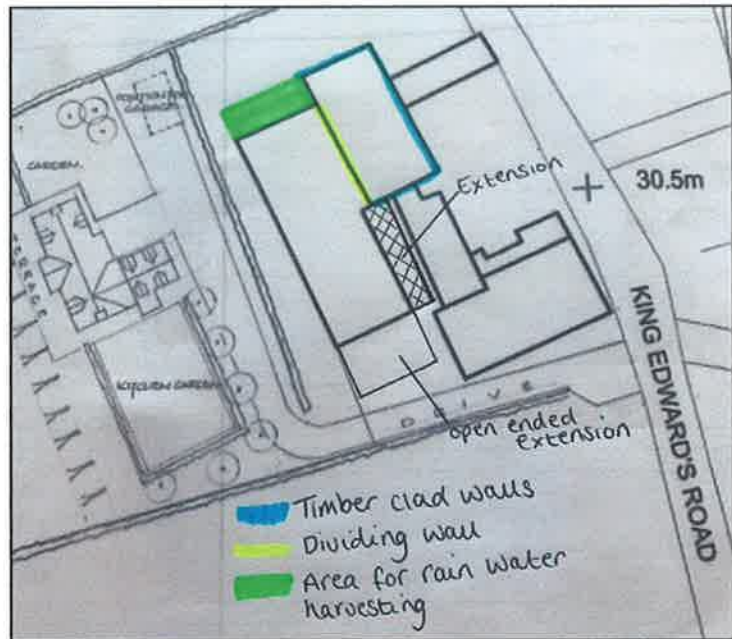 GARDEN.
Extension
30.5m
TERRACE
KITCHEN GARDEN
DRIVE
open ended
extension
KING EDWARD'S ROAD
Timber clad walls
Dividing wall
Area for rain water
harvesting